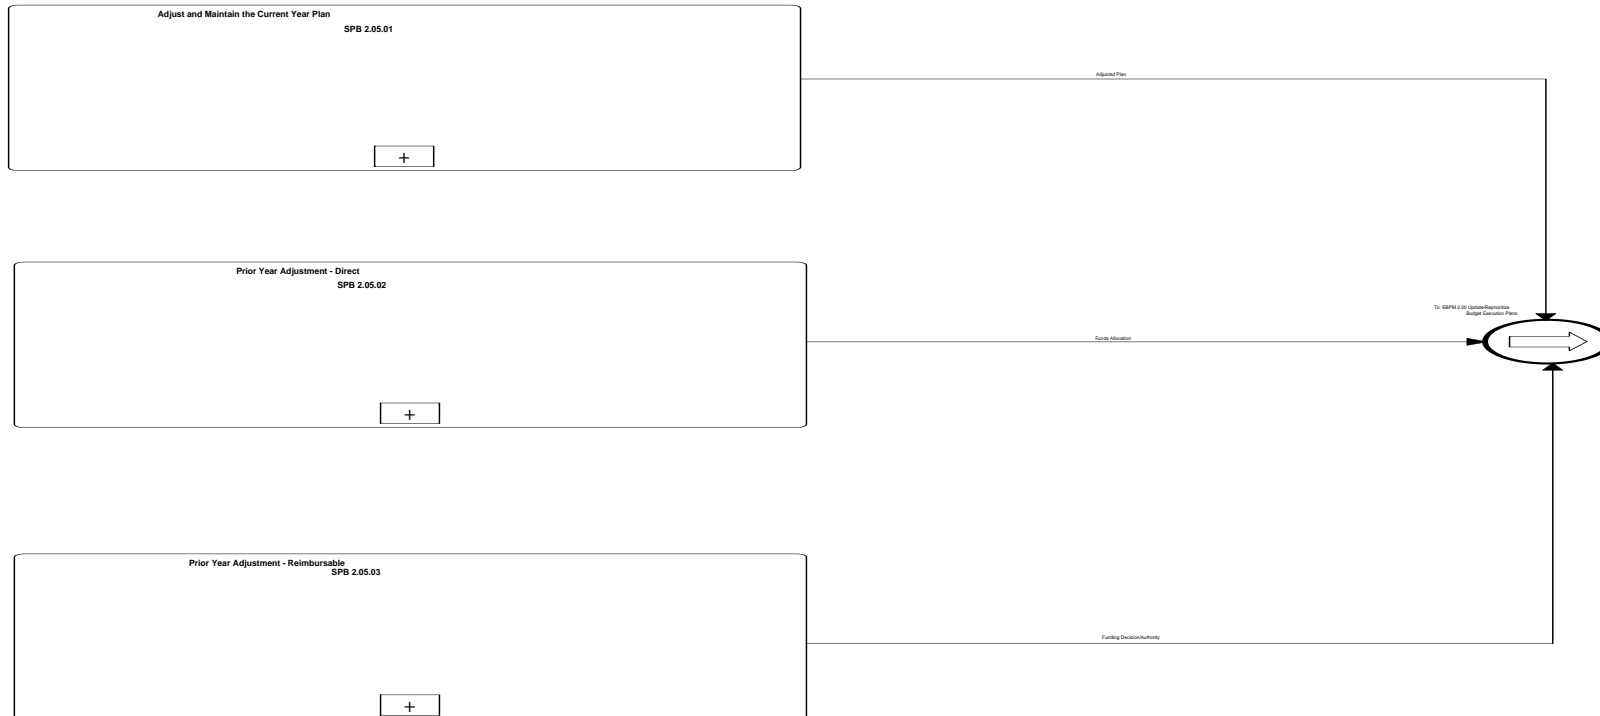 Adjust and Maintain the Current Year Plan
SPB 2.05.01
Adjusted Plan
+
Prior Year Adjustment - Direct
SPB 2.05.02
To: EBPM 2.05 Update/Reprioritize
Budget Execution Plans
Funds Allocation
+
Prior Year Adjustment - Reimbursable
SPB 2.05.03
Funding Decision/Authority
+